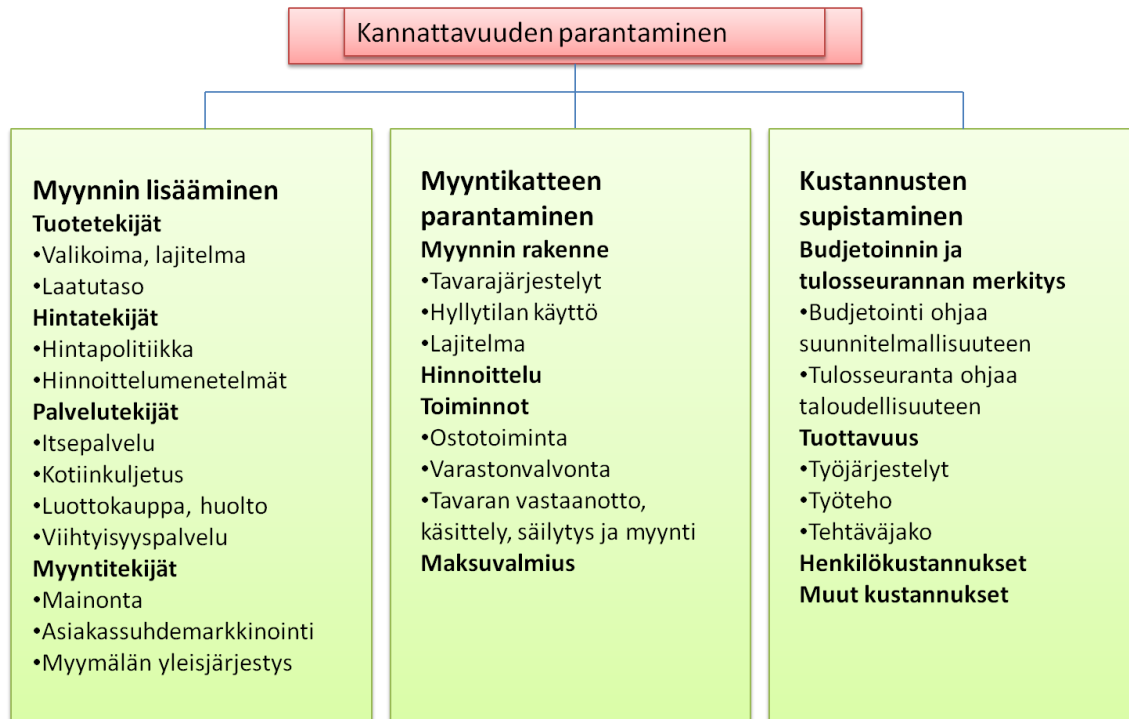 Kannattavuuden parantaminen
Myynnin lisääminen
Tuotetekijät
•Valikoima, lajitelma
•Laatutaso
Hintatekijät
•Hintapolitiikka
•Hinnoittelumenetelmät
Palvelutekijät
•Itsepalvelu
•Kotiinkuljetus
•Luottokauppa, huolto
•Viihtyisyyspalvelu
Myyntitekijät
•Mainonta
•Asiakassuhdemarkkinointi
•Myymälän yleisjärjestys
Myyntikatteen
parantaminen
Myynnin rakenne
•Tavarajärjestelyt
•Hyllytilan käyttö
•Lajitelma
Hinnoittelu
Toiminnot
•Ostotoiminta
•Varastonvalvonta
•Tavaran vastaanotto,
käsittely, säilytys ja myynti
Maksuvalmius
Kustannusten
supistaminen
Budjetoinnin ja
tulosseurannan merkitys
•Budjetointi ohjaa
suunnitelmallisuuteen
•Tulosseuranta ohjaa
taloudellisuuteen
Tuottavuus
•Työjärjestelyt
•Työteho
•Tehtäväjako
Henkilökustannukset
Muut kustannukset